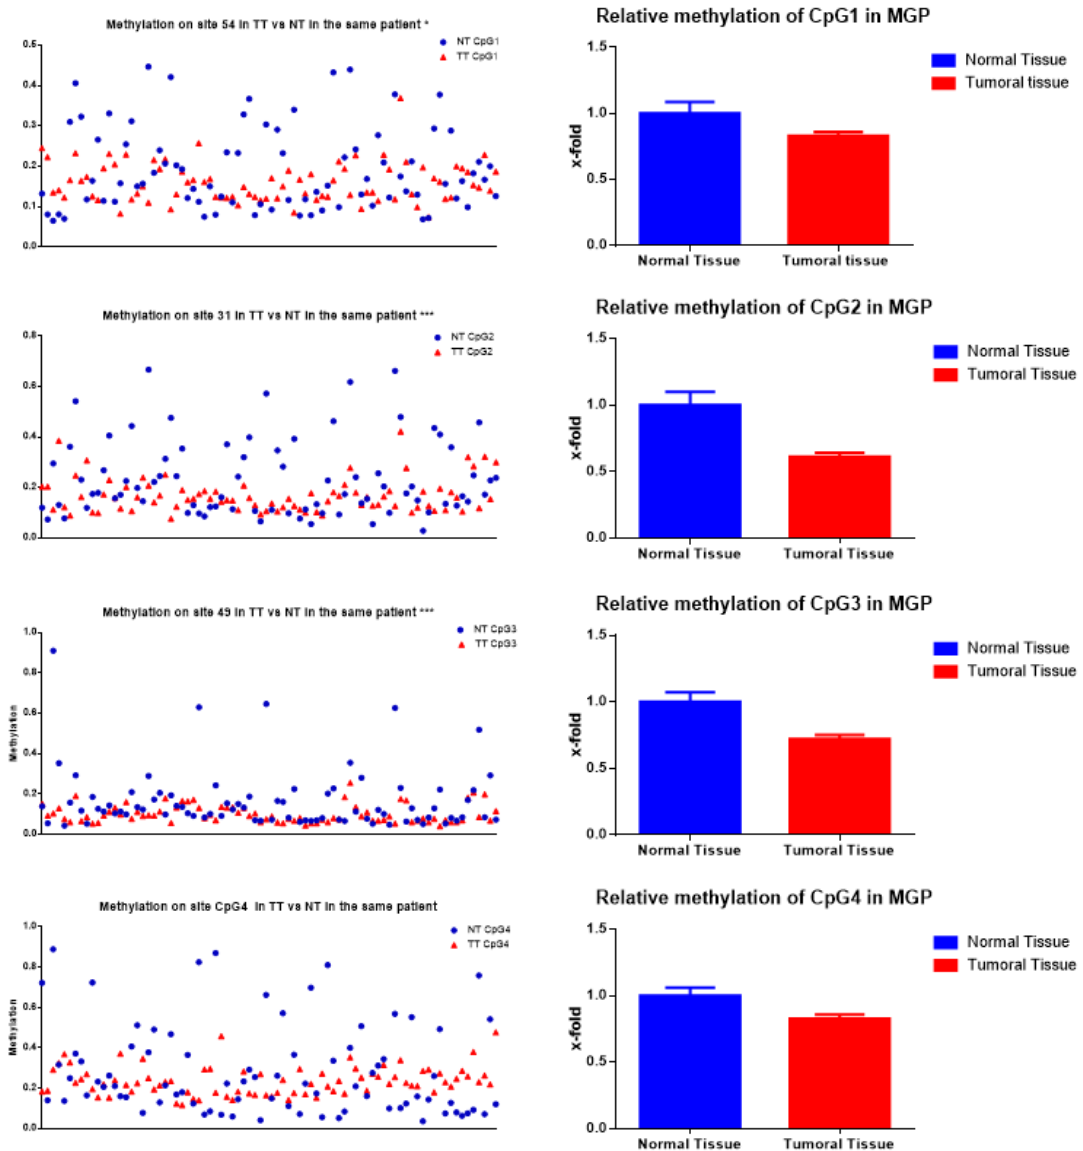 Methylation on site 54 in TT vs NT in the same patient *
NT CpG1
TT CpG1
0.5
0.4
0.3
0.2
0.1
0.0
Relative methylation of CpG1 in MGP
1.5
1.0
0.5
0.0
x-fold
Normal Tissue
Tumoral tissue
Normal Tissue
Tumoral tissue
Methylation on site 31 in TT vs NT in the same patient ***
NT CpG2
TT CpG2
0.8
0.6
0.4
0.2
0.0
Relative methylation of CpG2 in MGP
1.5
1.0
0.5
0.0
x-fold
Normal Tissue
Tumoral Tissue
Normal Tissue
Tumoral Tissue
Methylation on site 49 in TT vs NT in the same patient ***
NT CpG3
TT CpG3
1.0
0.8
0.6
0.4
0.2
0.0
Methylation
Relative methylation of CpG3 in MGP
1.5
1.0
0.5
0.0
x-fold
Normal Tissue
Tumoral Tissue
Normal Tissue
Tumoral Tissue
Methylation on site CpG4 in TT vs NT in the same patient
NT CpG4
TT CpG4
1.0
0.8
0.6
0.4
0.2
0.0
Methylation
Relative methylation of CpG4 in MGP
1.5
1.0
0.5
0.0
x-fold
Normal Tissue
Tumoral Tissue
Normal Tissue
Tumoral Tissue